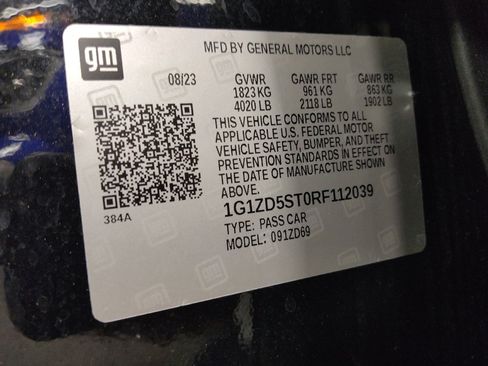 gm
MFD BY GENERAL MOTORS LLC
08/23 GVWR GAWR FRT GAWR RR
1823 KG 961 KG 863 KG
4020 LB 2118 LB 1902 LB
THIS VEHICLE CONFORMS TO ALL
APPLICABLE U.S. FEDERAL MOTOR
VEHICLE SAFETY, BUMPER, AND THEFT
PREVENTION STANDARDS IN EFFECT ON
THE DATE OF MANUFACTURE SHOWN
ABOVE.
1G1ZD5ST0RF112039
TYPE: PASS CAR
MODEL: 091ZD69
384A